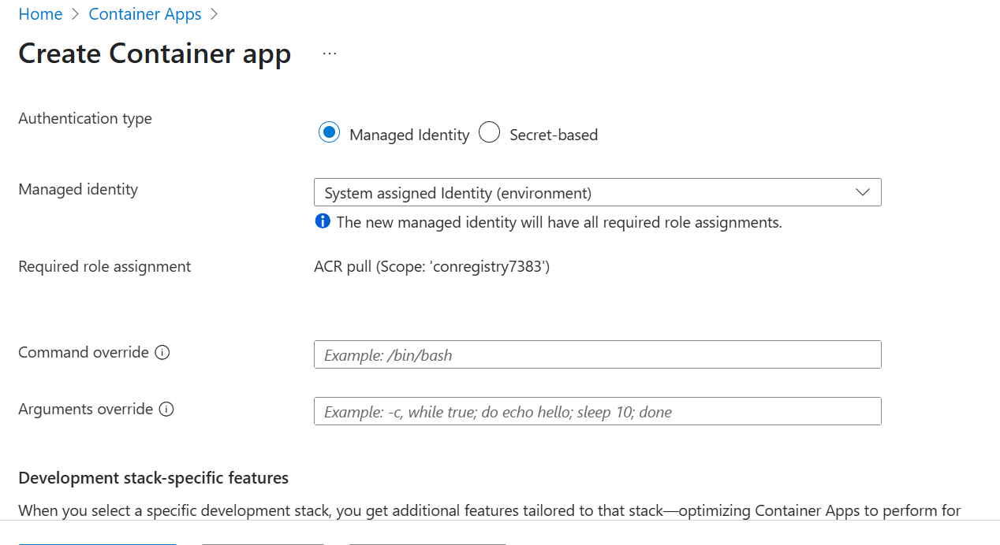 Home > Container Apps >
Create Container app ...
Authentication type
Managed Identity Secret-based
Managed identity
System assigned Identity (environment)
The new managed identity will have all required role assignments.
Required role assignment
ACR pull (Scope: 'conregistry7383')
Command override
Example: /bin/bash
Arguments override
Example: -c, while true; do echo hello; sleep 10; done
Development stack-specific features
When you select a specific development stack, you get additional features tailored to that stack—optimizing Container Apps to perform for